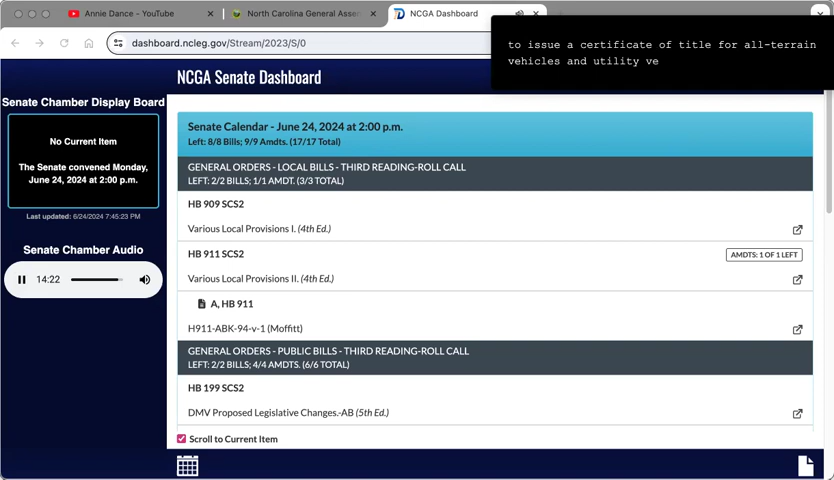 Annie Dance - YouTube
North Carolina General Assem
NCGA Dashboard
dashboard.ncleg.gov/Stream/2023/S/0
to issue a certificate of title for all-terrain
vehicles and utility ve
NCGA Senate Dashboard
Senate Chamber Display Board
No Current Item
The Senate convened Monday,
June 24, 2024 at 2:00 p.m.
Last updated: 6/24/2024 7:45:23 PM
Senate Chamber Audio
14:22
Senate Calendar - June 24, 2024 at 2:00 p.m.
Left: 8/8 Bills; 9/9 Amdts. (17/17 Total)
GENERAL ORDERS - LOCAL BILLS - THIRD READING-ROLL CALL
LEFT: 2/2 BILLS; 1/1 AMDT. (3/3 TOTAL)
HB 909 SCS2
Various Local Provisions I. (4th Ed.)
HB 911 SCS2
AMDTS: 1 OF 1 LEFT
Various Local Provisions II. (4th Ed.)
A, HB 911
H911-ABK-94-v-1 (Moffitt)
GENERAL ORDERS - PUBLIC BILLS - THIRD READING-ROLL CALL
LEFT: 2/2 BILLS; 4/4 AMDTS. (6/6 TOTAL)
HB 199 SCS2
DMV Proposed Legislative Changes.-AB (5th Ed.)
Scroll to Current Item